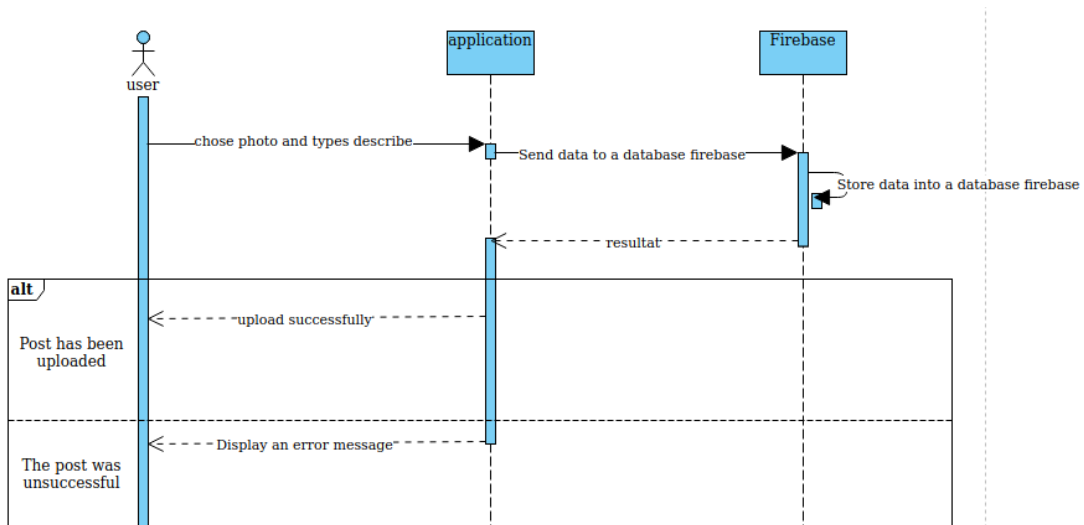 user
application
Firebase
chose photo and types describe
Send data to a database firebase
Store data into a database firebase
resultat
alt
upload successfully
Post has been
uploaded
Display an error message
The post was
unsuccessful